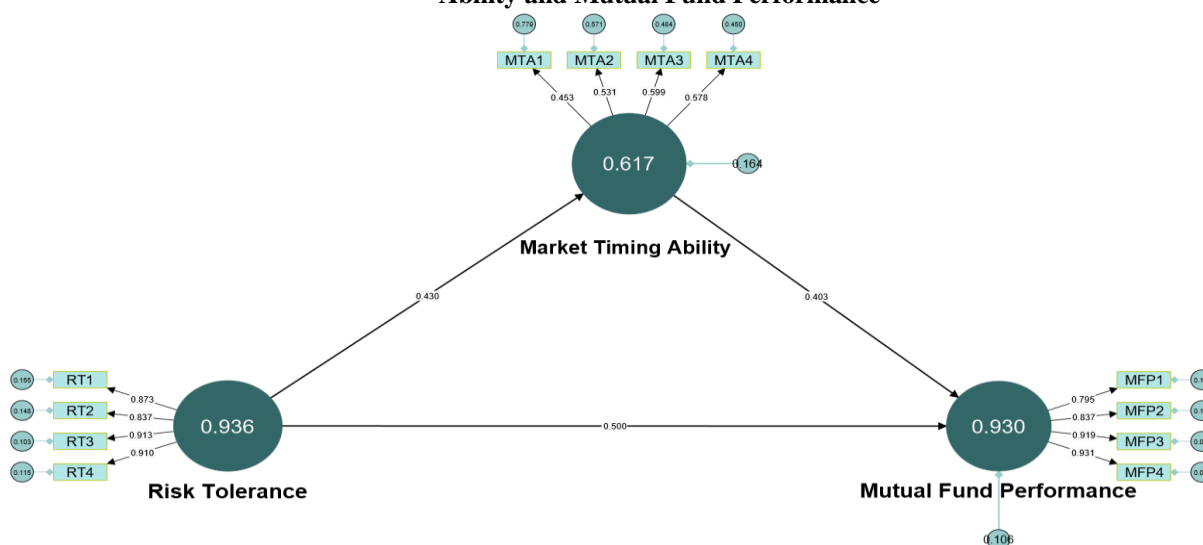 Ability and Mutual Fund Performance
0.779 0.571 0.484 0.460
MTA1 MTA2 MTA3 MTA4
0.453 0.531 0.599 0.578
0.617
0.164
Market Timing Ability
0.430
0.403
0.155 RT1
0.873
0.148 RT2
0.837
0.103 RT3
0.913
0.115 RT4
0.910
0.936
Risk Tolerance
0.500
0.930
0.795
MFP1
0.837
MFP2
0.919
MFP3
0.931
MFP4
Mutual Fund Performance
0.106